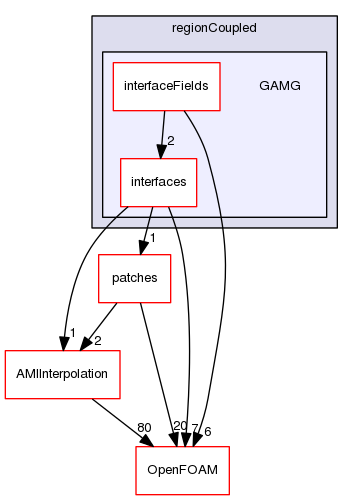 regionCoupled
interfaceFields
GAMG
2
interfaces
1
patches
1
2
AMIInterpolation
80
20
7
6
OpenFOAM